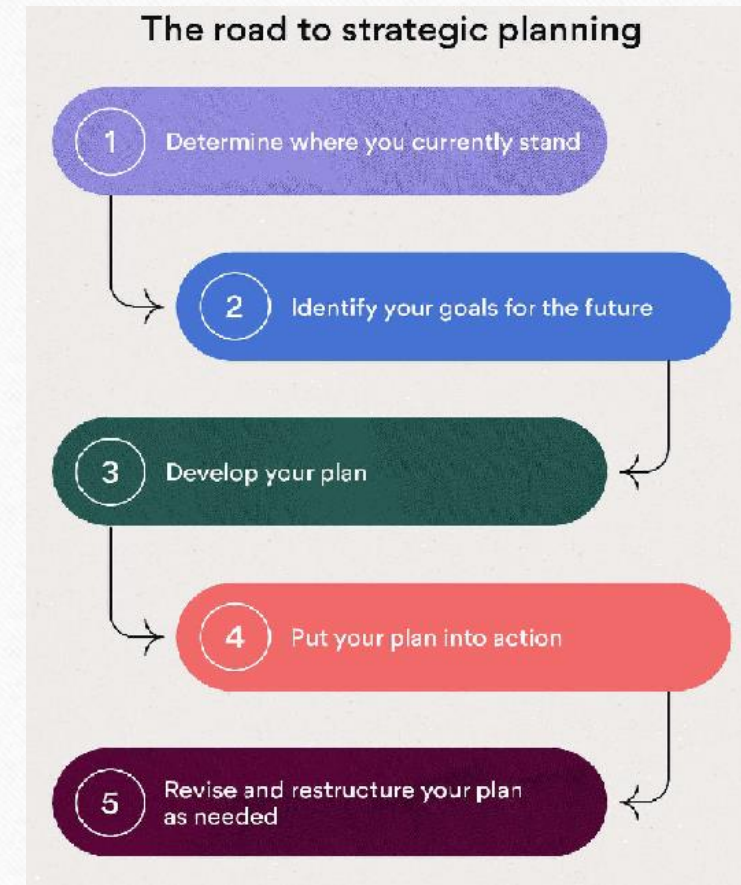 The road to strategic planning
1
Determine where you currently stand
2
Identify your goals for the future
3
Develop your plan
4
Put your plan into action
5
Revise and restructure your plan
as needed